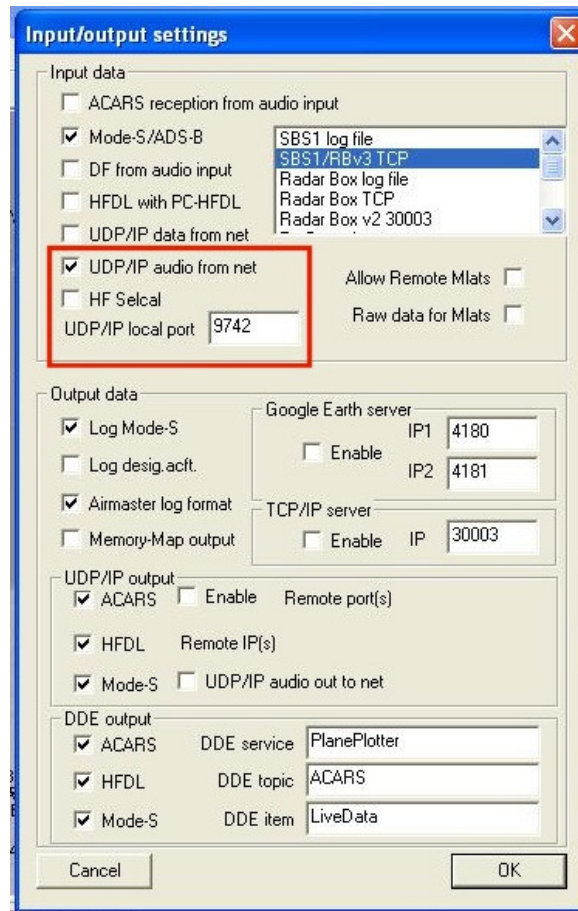 Input/output settings
Input data
ACARS reception from audio input
Mode-S/ADS-B
DF from audio input
HFDL with PC-HFDL
UDP/IP data from net
SBS1 log file
SBS1/RBv3 TCP
Radar Box log file
Radar Box TCP
Radar Box v2 30003
UDP/IP audio from net
HF Selcal
UDP/IP local port 9742
Allow Remote Mlats
Raw data for Mlats
Output data
Log Mode-S
Log desig.acft.
Airmaster log format
Memory-Map output
Google Earth server
Enable
IP1 4180
IP2 4181
TCP/IP server
Enable IP 30003
UDP/IP output
ACARS Enable Remote port(s)
HFDL Remote IP(s)
Mode-S UDP/IP audio out to net
DDE output
ACARS DDE service PlanePlotter
HFDL DDE topic ACARS
Mode-S DDE item LiveData
Cancel OK